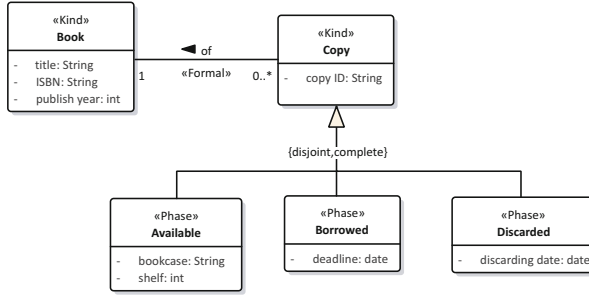 «Kind»
Book
- title: String
- ISBN: String
- publish year: int
of
1 «Formal» 0..*
«Kind»
Copy
- copy ID: String
{disjoint,complete}
«Phase»
Available
- bookcase: String
- shelf: int
«Phase»
Borrowed
- deadline: date
«Phase»
Discarded
- discarding date: date